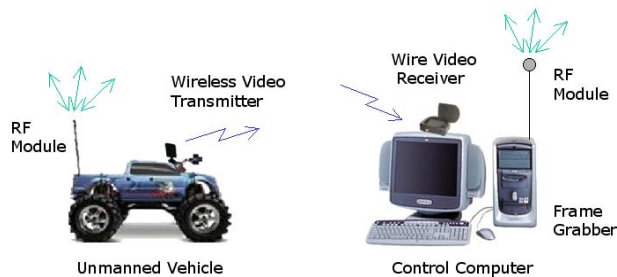 Wireless Video
Transmitter
RF
Module
Unmanned Vehicle
Wire Video
Receiver
RF
Module
Frame
Grabber
Control Computer